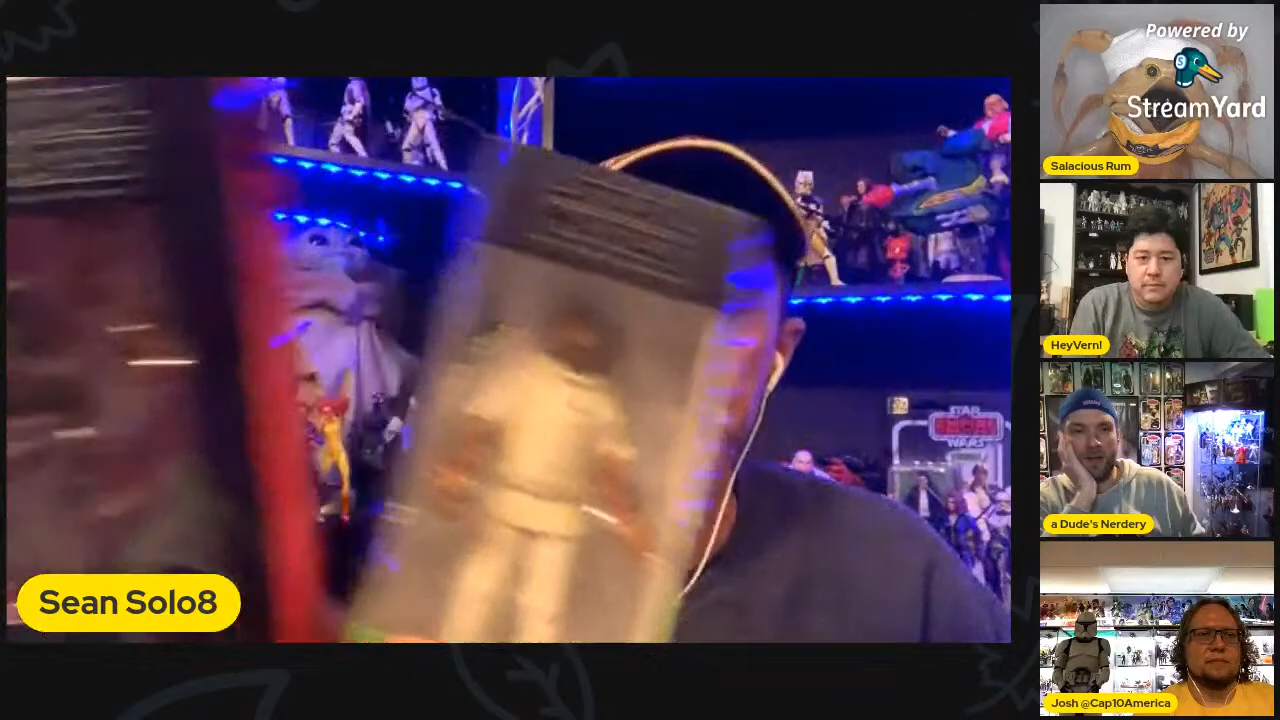 Powered by
StreamYard
Salacious Rum
HeyVern!
STAR
WARS
a Dude's Nerdery
Sean Solo8
Josh @Cap10America